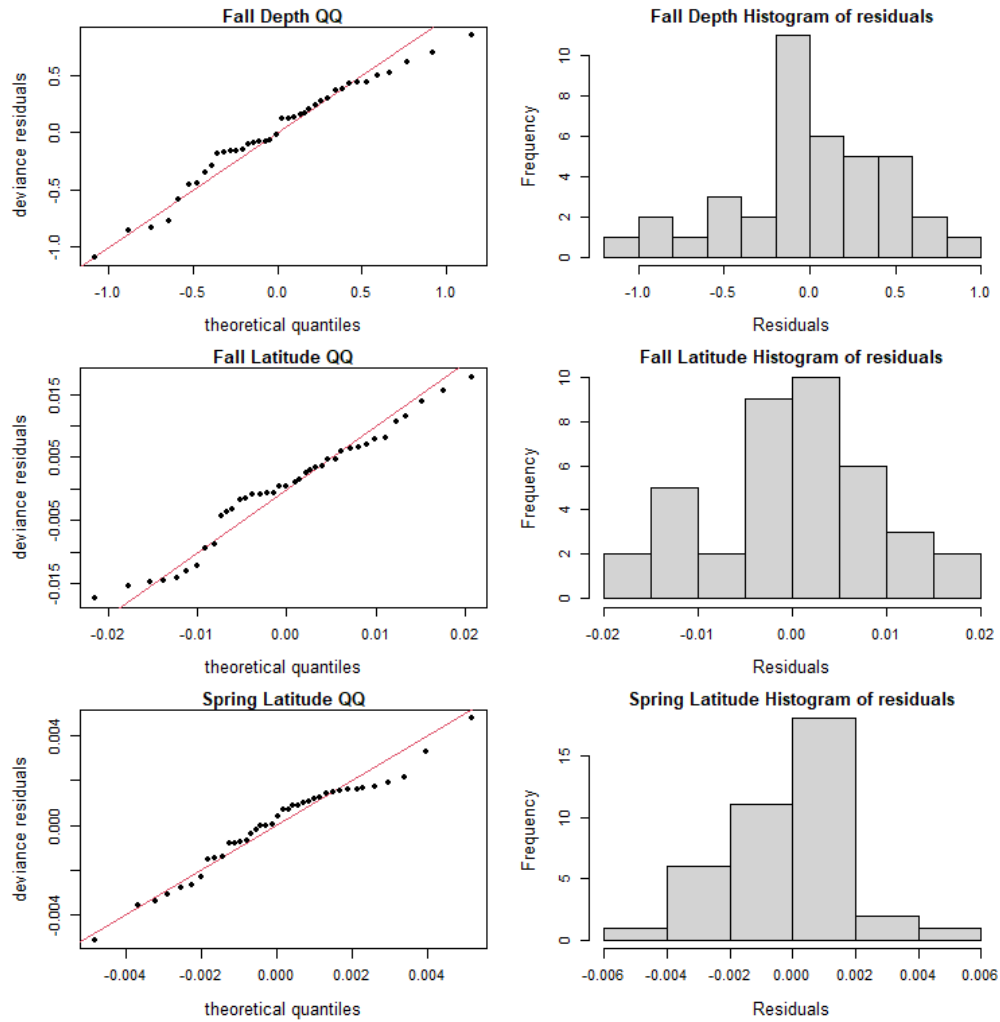 Fall Depth QQ
deviance residuals
0.5
0.0
-0.5
-1.0
-1.0 -0.5 0.0 0.5 1.0
theoretical quantiles
Fall Depth Histogram of residuals
Frequency
10
8
6
4
2
0
-1.0 -0.5 0.0 0.5 1.0
Residuals
Fall Latitude QQ
deviance residuals
0.015
0.005
-0.005
-0.015
-0.02 -0.01 0.00 0.01 0.02
theoretical quantiles
Fall Latitude Histogram of residuals
Frequency
10
8
6
4
2
0
-0.02 -0.01 0.00 0.01 0.02
Residuals
Spring Latitude QQ
deviance residuals
0.004
0.000
-0.004
-0.004 -0.002 0.000 0.002 0.004
theoretical quantiles
Spring Latitude Histogram of residuals
Frequency
15
10
5
0
-0.006 -0.002 0.000 0.002 0.004 0.006
Residuals